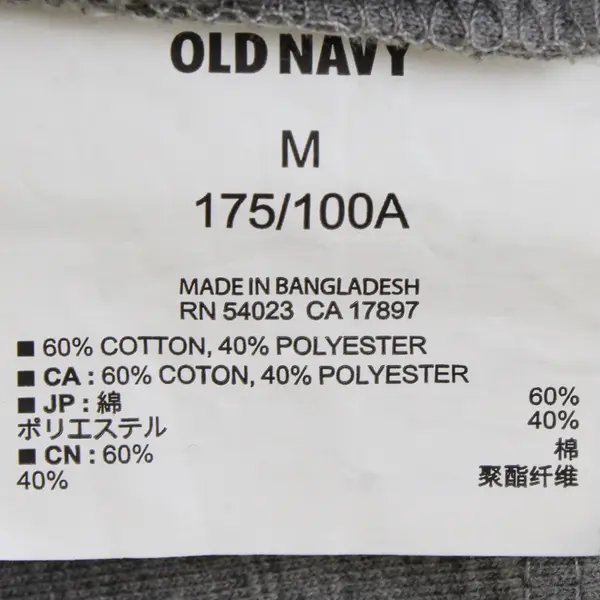 OLD NAVY
M
175/100A
MADE IN BANGLADESH
RN 54023 CA 17897
■ 60% COTTON, 40% POLYESTER
■ CA : 60% COTON, 40% POLYESTER
■ JP : 綿 60%
ポリエステル 40%
■ CN : 60% 棉
40% 聚酯纤维